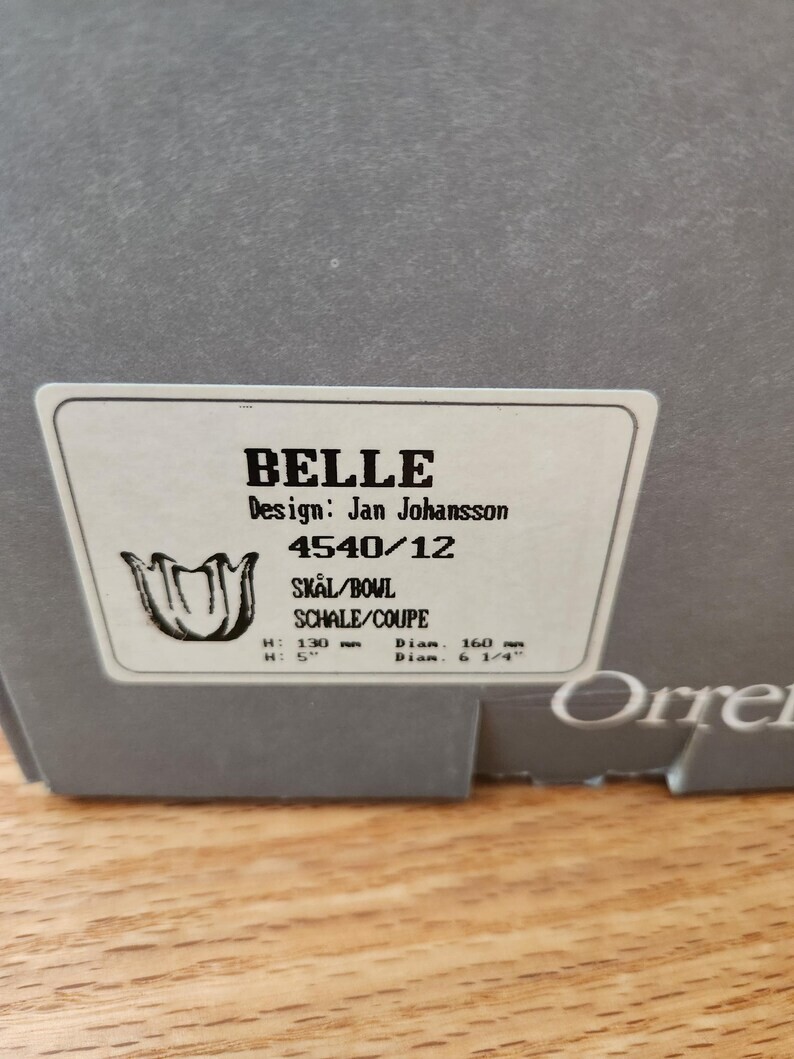 BELLE
Design: Jan Johansson
4540/12
SKÅL/BOWL
SCHALE/COUPE
H: 130 mm Diam. 160 mm
H: 5" Diam. 6 1/4"
Orref